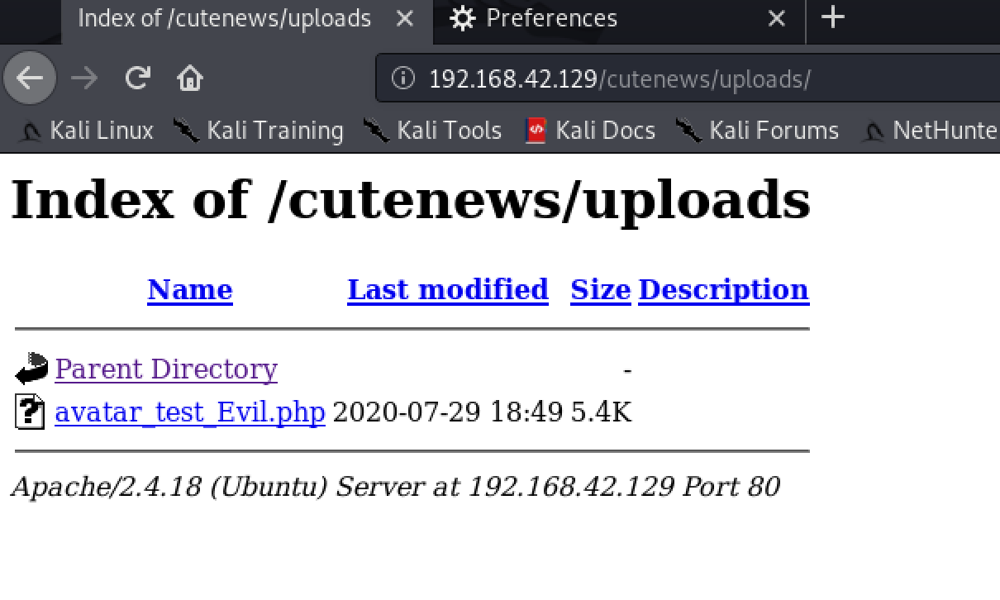 Index of /cutenews/uploads Preferences
192.168.42.129/cutenews/uploads/
Kali Linux Kali Training Kali Tools Kali Docs Kali Forums NetHunte
Index of /cutenews/uploads
Name Last modified Size Description
Parent Directory -
avatar_test_Evil.php 2020-07-29 18:49 5.4K
Apache/2.4.18 (Ubuntu) Server at 192.168.42.129 Port 80